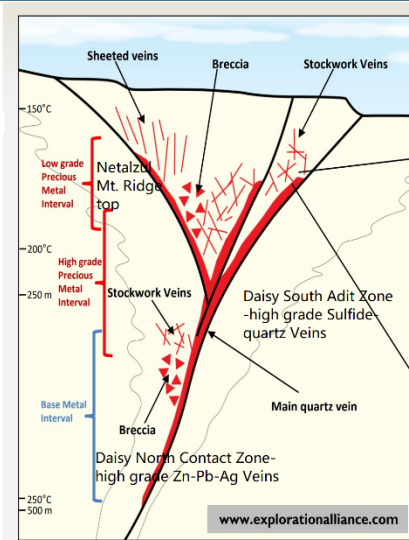 Sheeted veins
Breccia
Stockwork Veins
150°C
Low grade
Precious
Metal
Interval
Netalzul
Mt. Ridge
top
200°C
High grade
Precious
Metal
Interval
250m
Stockwork Veins
Daisy South Adit Zone
-high grade Sulfide-
quartz Veins
Base Metal
Interval
Main quartz vein
Breccia
Daisy North Contact Zone-
high grade Zn-Pb-Ag Veins
250°C
500 m
www.explorationalliance.com